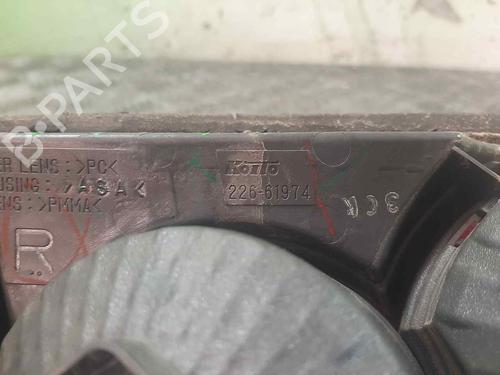 B-PARTS
ER LENS : >PC<
USING : >ASA<
ENS : >PMMA<
R
Koito
226-61974